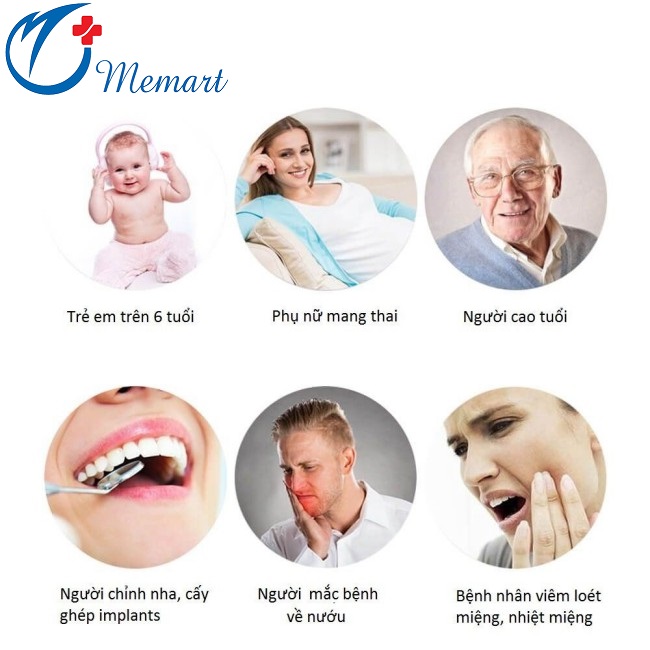 Memart
Trẻ em trên 6 tuổi
Phụ nữ mang thai
Người cao tuổi
Người chỉnh nha, cấy
ghép implants
Người mắc bệnh
về nướu
Bệnh nhân viêm loét
miệng, nhiệt miệng